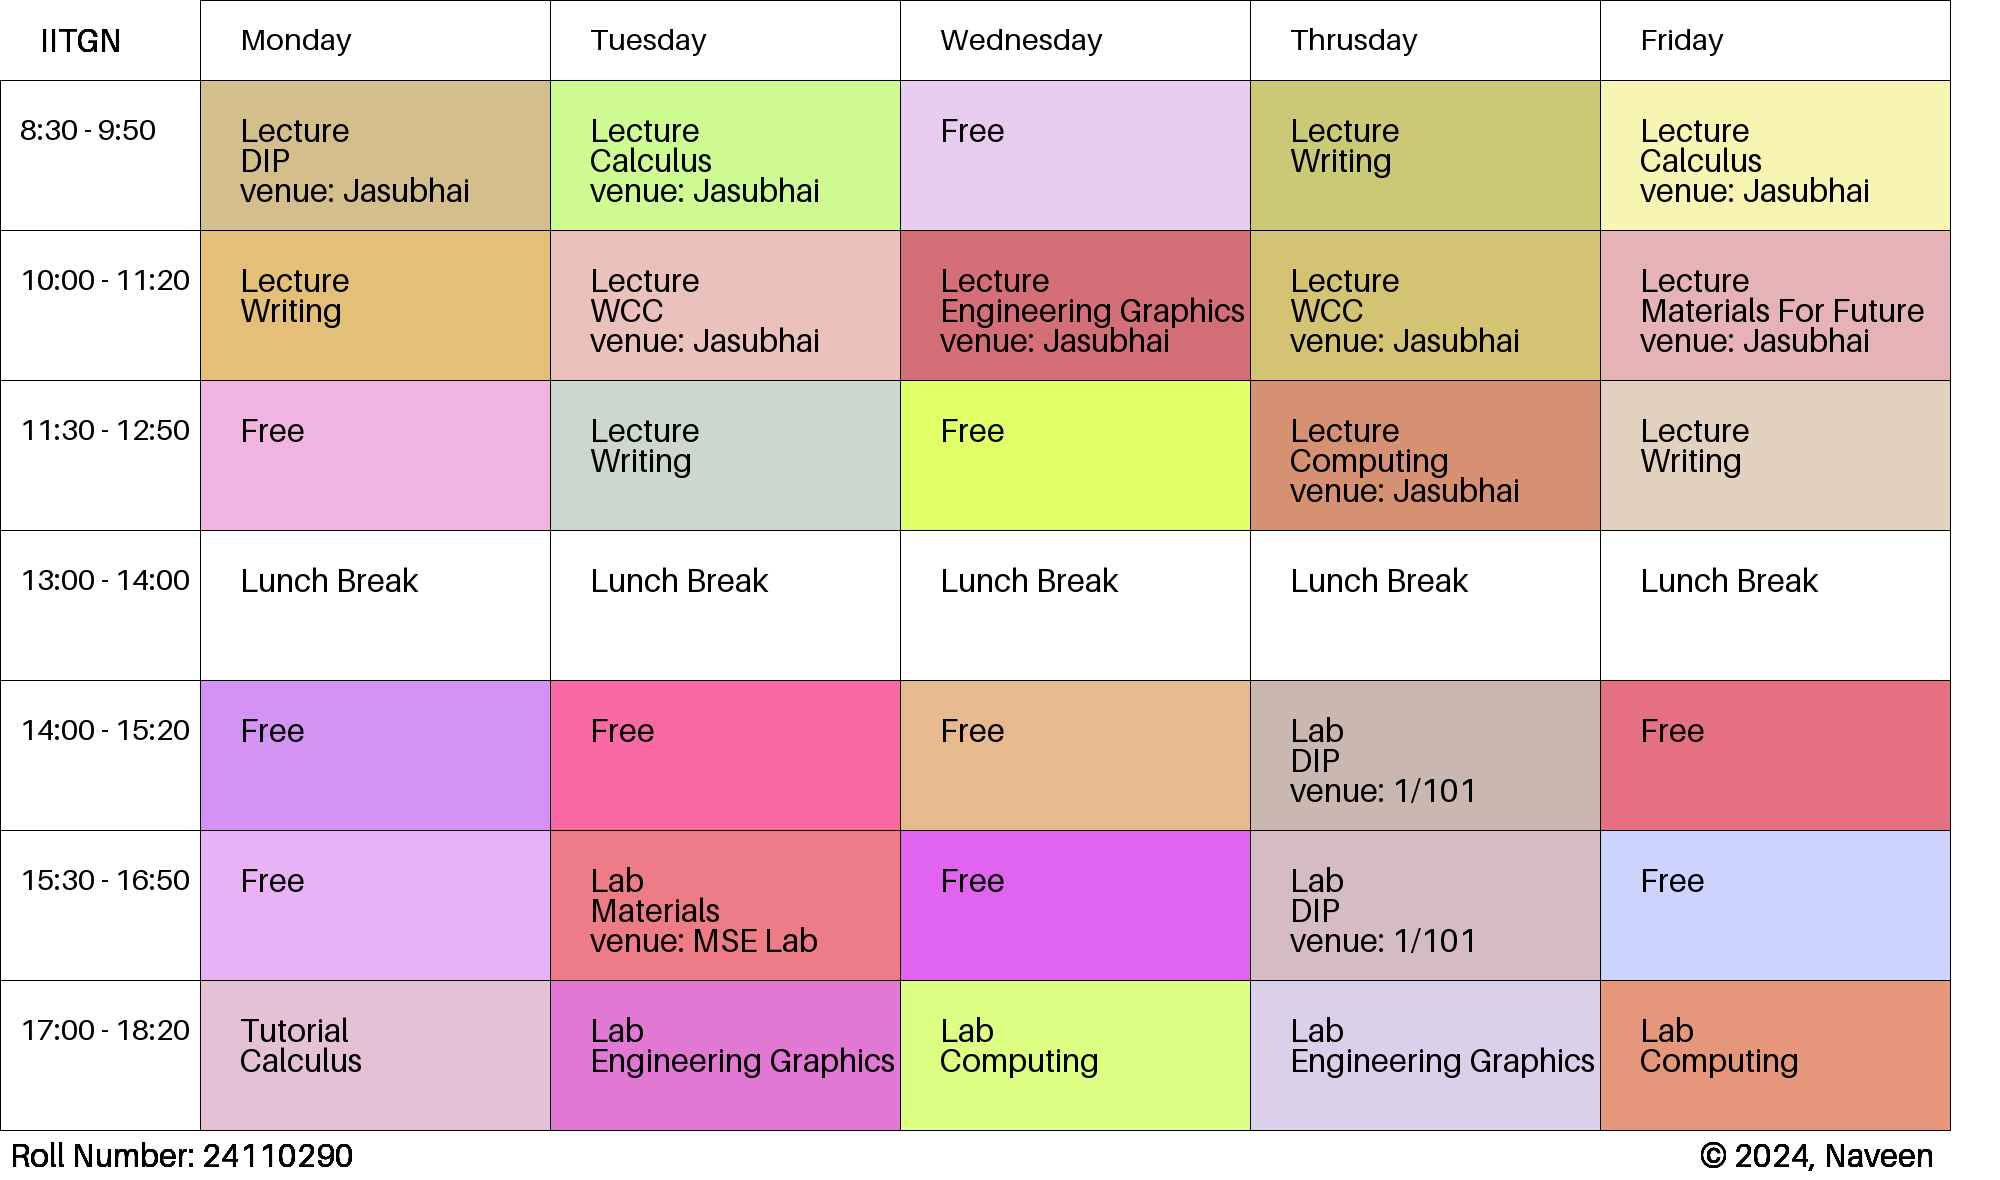 IITGN Monday Tuesday Wednesday Thrusday Friday
8:30 - 9:50
Lecture
DIP
venue: Jasubhai
Lecture
Calculus
venue: Jasubhai
Free
Lecture
Writing
Lecture
Calculus
venue: Jasubhai
10:00 - 11:20
Lecture
Writing
Lecture
WCC
venue: Jasubhai
Lecture
Engineering Graphics
venue: Jasubhai
Lecture
WCC
venue: Jasubhai
Lecture
Materials For Future
venue: Jasubhai
11:30 - 12:50
Free
Lecture
Writing
Free
Lecture
Computing
venue: Jasubhai
Lecture
Writing
13:00 - 14:00
Lunch Break
Lunch Break
Lunch Break
Lunch Break
Lunch Break
14:00 - 15:20
Free
Free
Free
Lab
DIP
venue: 1/101
Free
15:30 - 16:50
Free
Lab
Materials
venue: MSE Lab
Free
Lab
DIP
venue: 1/101
Free
17:00 - 18:20
Tutorial
Calculus
Lab
Engineering Graphics
Lab
Computing
Lab
Engineering Graphics
Lab
Computing
Roll Number: 24110290
© 2024, Naveen